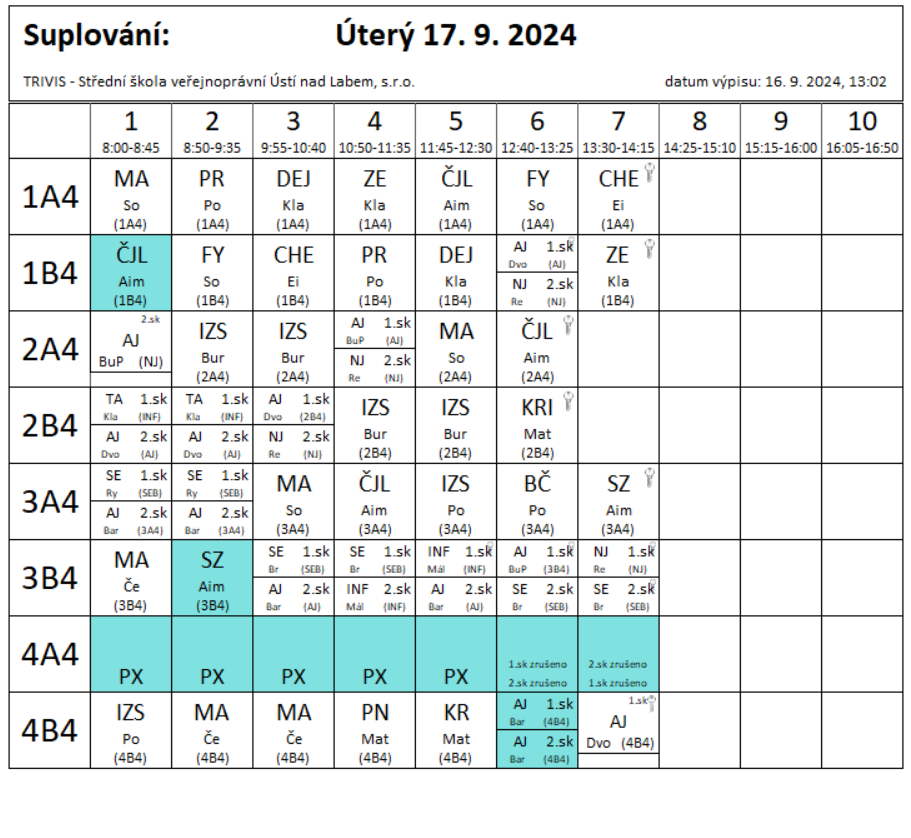 Suplování: Úterý 17. 9. 2024
TRIVIS - Střední škola veřejnoprávní Ústí nad Labem, s.r.o. datum výpisu: 16. 9. 2024, 13:02
1 2 3 4 5 6 7 8 9 10
8:00-8:45 8:50-9:35 9:55-10:40 10:50-11:35 11:45-12:30 12:40-13:25 13:30-14:15 14:25-15:10 15:15-16:00 16:05-16:50
1A4
MA PR DEJ ZE ČJL FY CHE
So Po Kla Kla Aim So Ei
(1A4) (1A4) (1A4) (1A4) (1A4) (1A4) (1A4)
1B4
ČJL FY CHE PR DEJ AJ 1.sk ZE
Dvo (AJ)
Aim So Ei Po Kla NJ 2.sk Kla
(1B4) (1B4) (1B4) (1B4) (1B4) Re (NJ) (1B4)
2A4
2.sk
AJ IZS IZS AJ 1.sk MA ČJL
BuP (AJ)
BuP (NJ) Bur Bur NJ 2.sk So Aim
(2A4) (2A4) Re (NJ) (2A4) (2A4)
2B4
TA 1.sk TA 1.sk AJ 1.sk IZS IZS KRI
Kla (INF) Kla (INF) Dvo (2B4)
AJ 2.sk AJ 2.sk NJ 2.sk Bur Bur Mat
Dvo (AJ) Dvo (AJ) Re (NJ) (2B4) (2B4) (2B4)
3A4
SE 1.sk SE 1.sk MA ČJL IZS BČ SZ
Ry (SEB) Ry (SEB)
AJ 2.sk AJ 2.sk So Aim Po Po Aim
Bar (3A4) Bar (3A4) (3A4) (3A4) (3A4) (3A4) (3A4)
3B4
MA SZ SE 1.sk SE 1.sk INF 1.sk AJ 1.sk NJ 1.sk
Br (SEB) Br (SEB) Mál (INF) BuP (3B4) Re (NJ)
Če Aim AJ 2.sk INF 2.sk AJ 2.sk SE 2.sk SE 2.sk
(3B4) (3B4) Bar (AJ) Mál (INF) Bar (AJ) Br (SEB) Br (SEB)
4A4
1.sk zrušeno 2.sk zrušeno
PX PX PX PX PX 2.sk zrušeno 1.sk zrušeno
4B4
IZS MA MA PN KR AJ 1.sk 1.sk
Bar (4B4) AJ
Po Če Če Mat Mat AJ 2.sk Dvo (4B4)
(4B4) (4B4) (4B4) (4B4) (4B4) Bar (4B4)